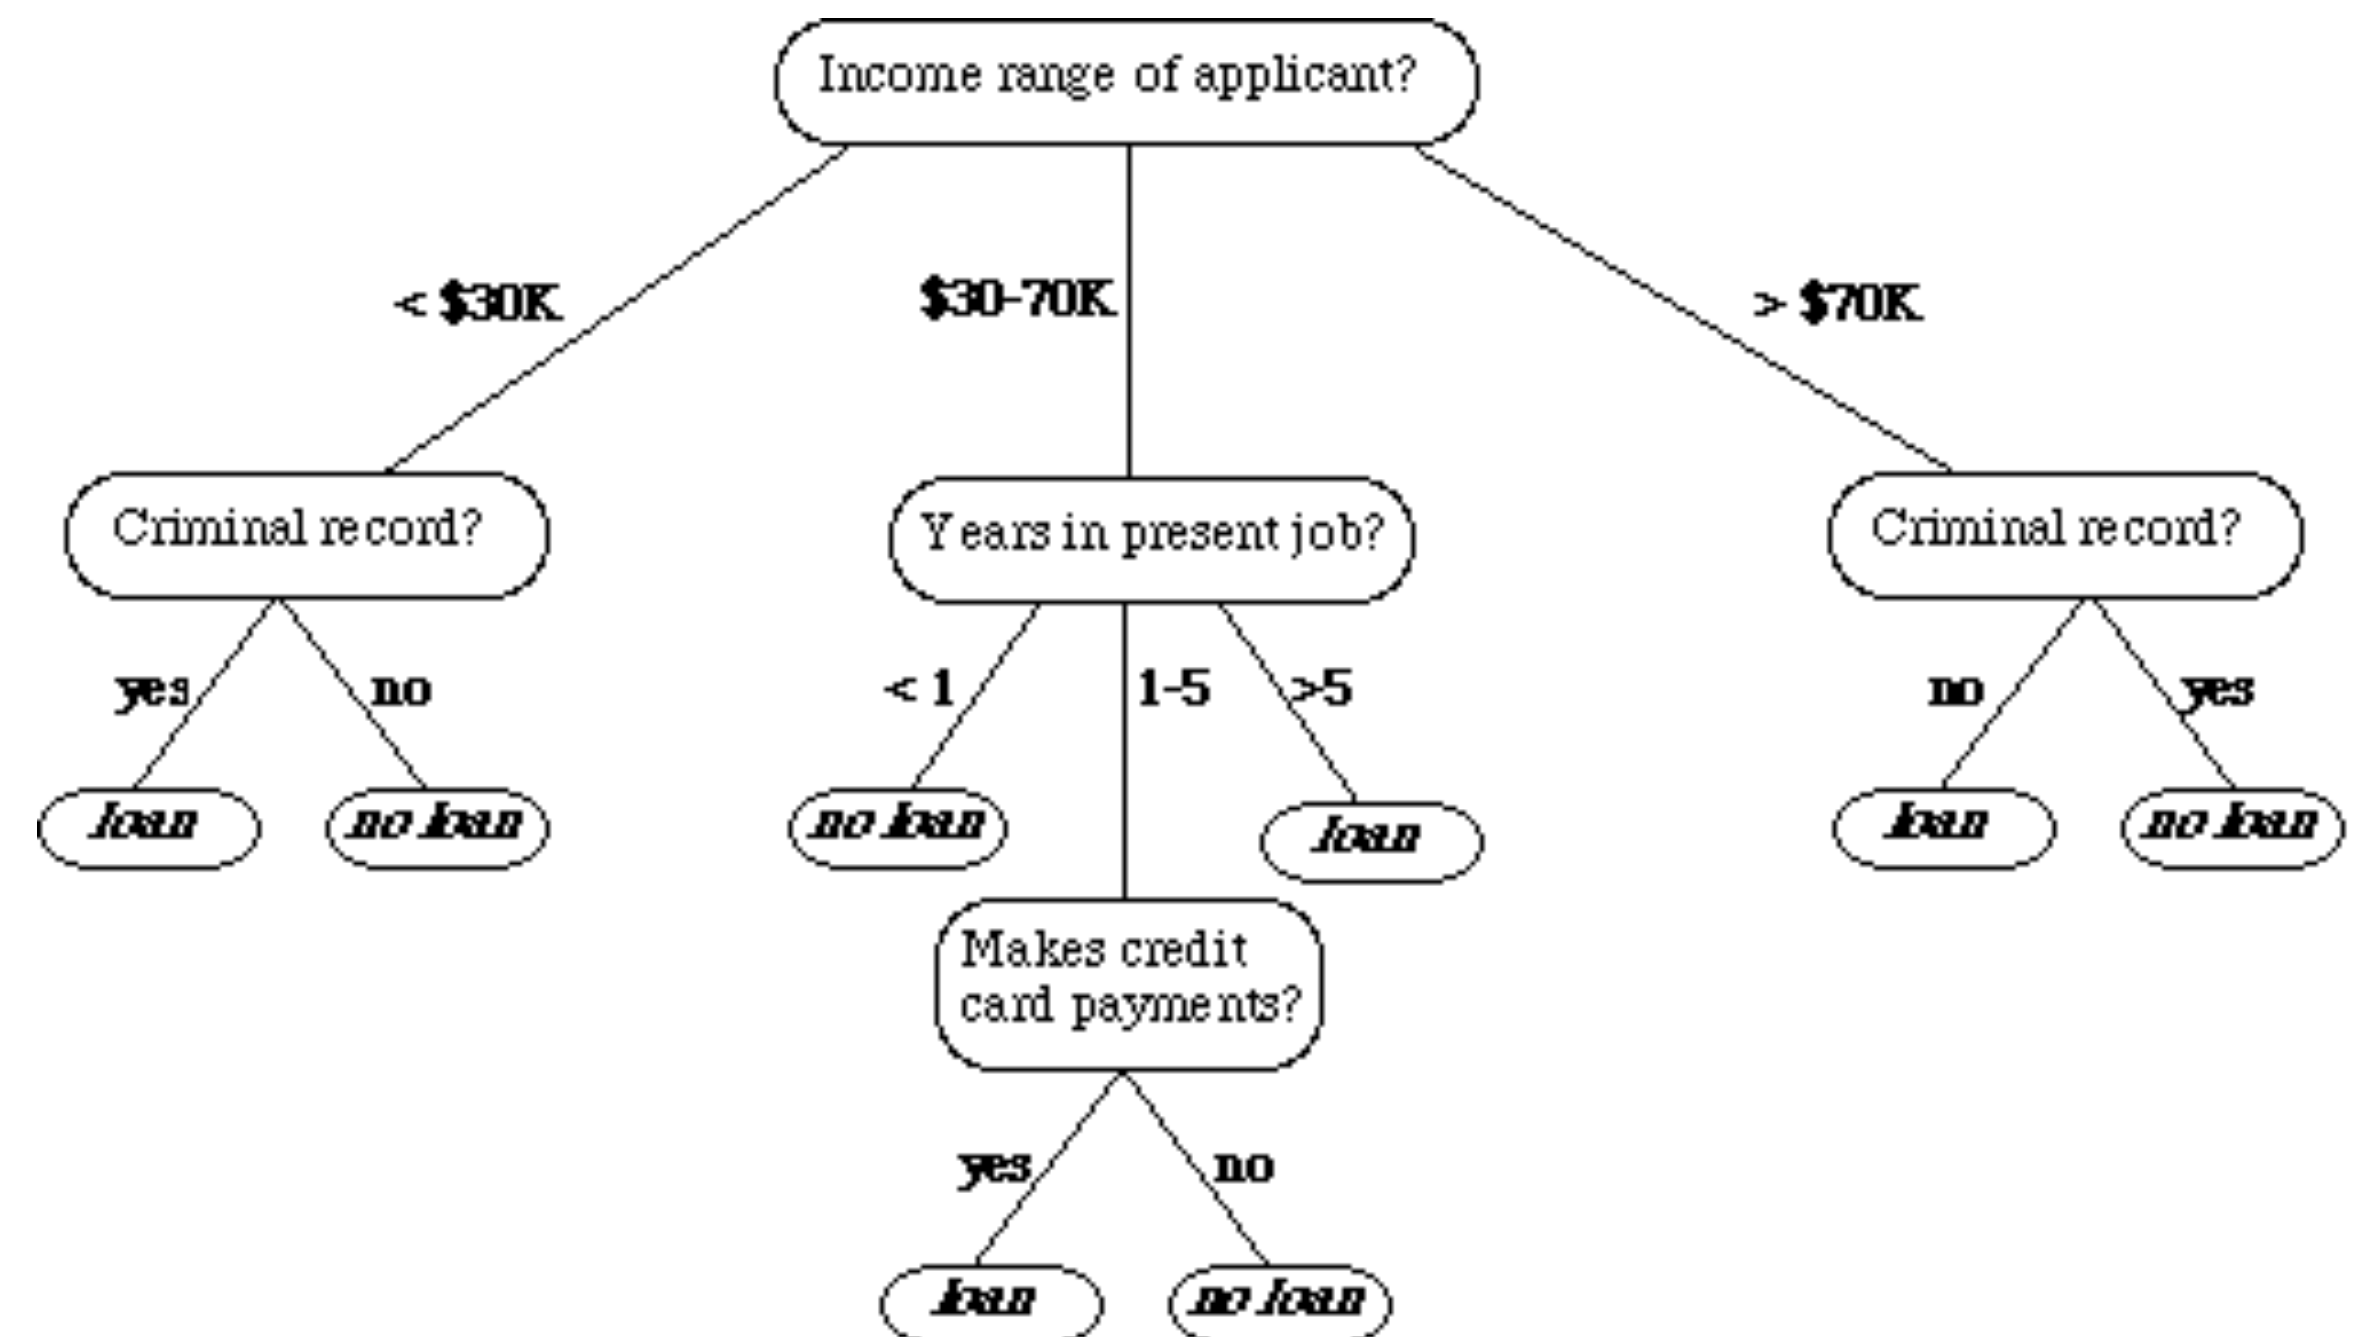 Income range of applicant?
< $30K
$30-70K
> $70K
Criminal record?
Years in present job?
Criminal record?
yes
no
< 1
1-5
>5
no
yes
loan
no loan
no loan
loan
loan
no loan
Makes credit
card payments?
yes
no
loan
no loan